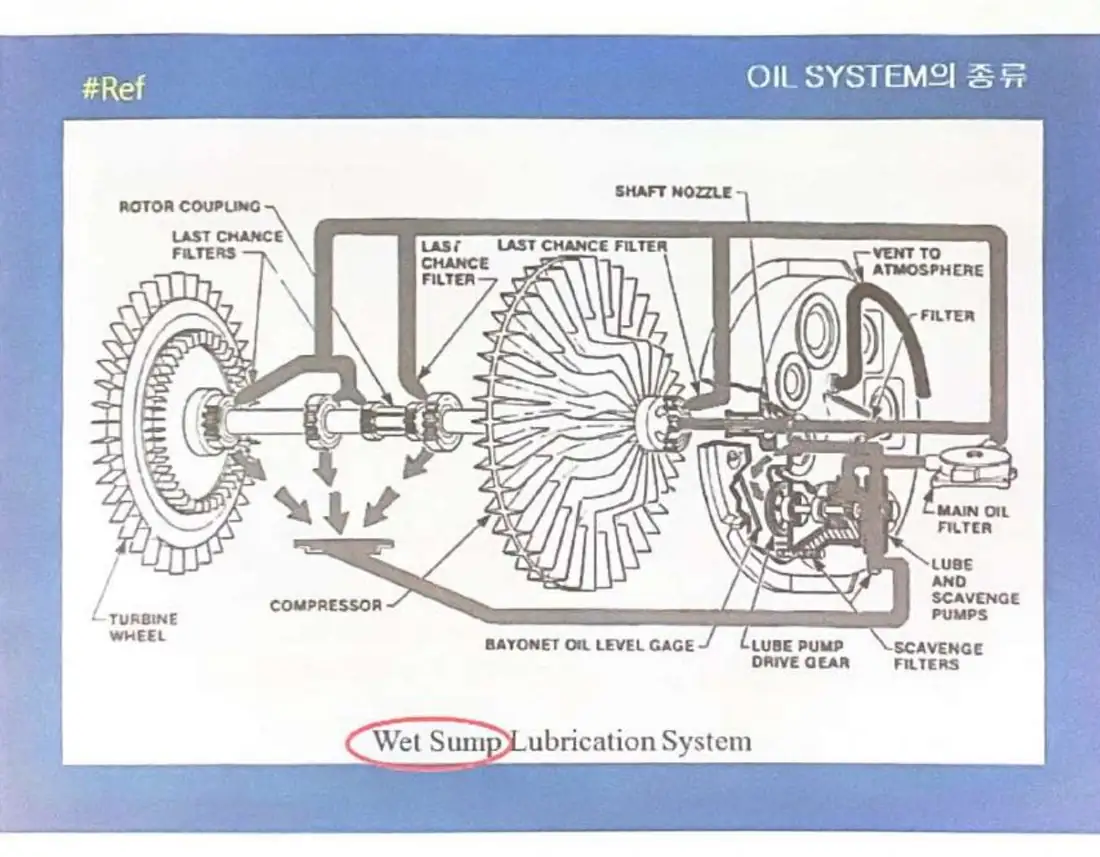 #Ref
OIL SYSTEM의 종류
SHAFT NOZZLE
ROTOR COUPLING
LAST CHANCE
FILTERS
LAST
CHANCE
FILTER
LAST CHANCE FILTER
VENT TO
ATMOSPHERE
FILTER
MAIN OIL
FILTER
LUBE
AND
SCAVENGE
PUMPS
COMPRESSOR
TURBINE
WHEEL
BAYONET OIL LEVEL GAGE
LUBE PUMP
DRIVE GEAR
SCAVENGE
FILTERS
Wet Sump Lubrication System